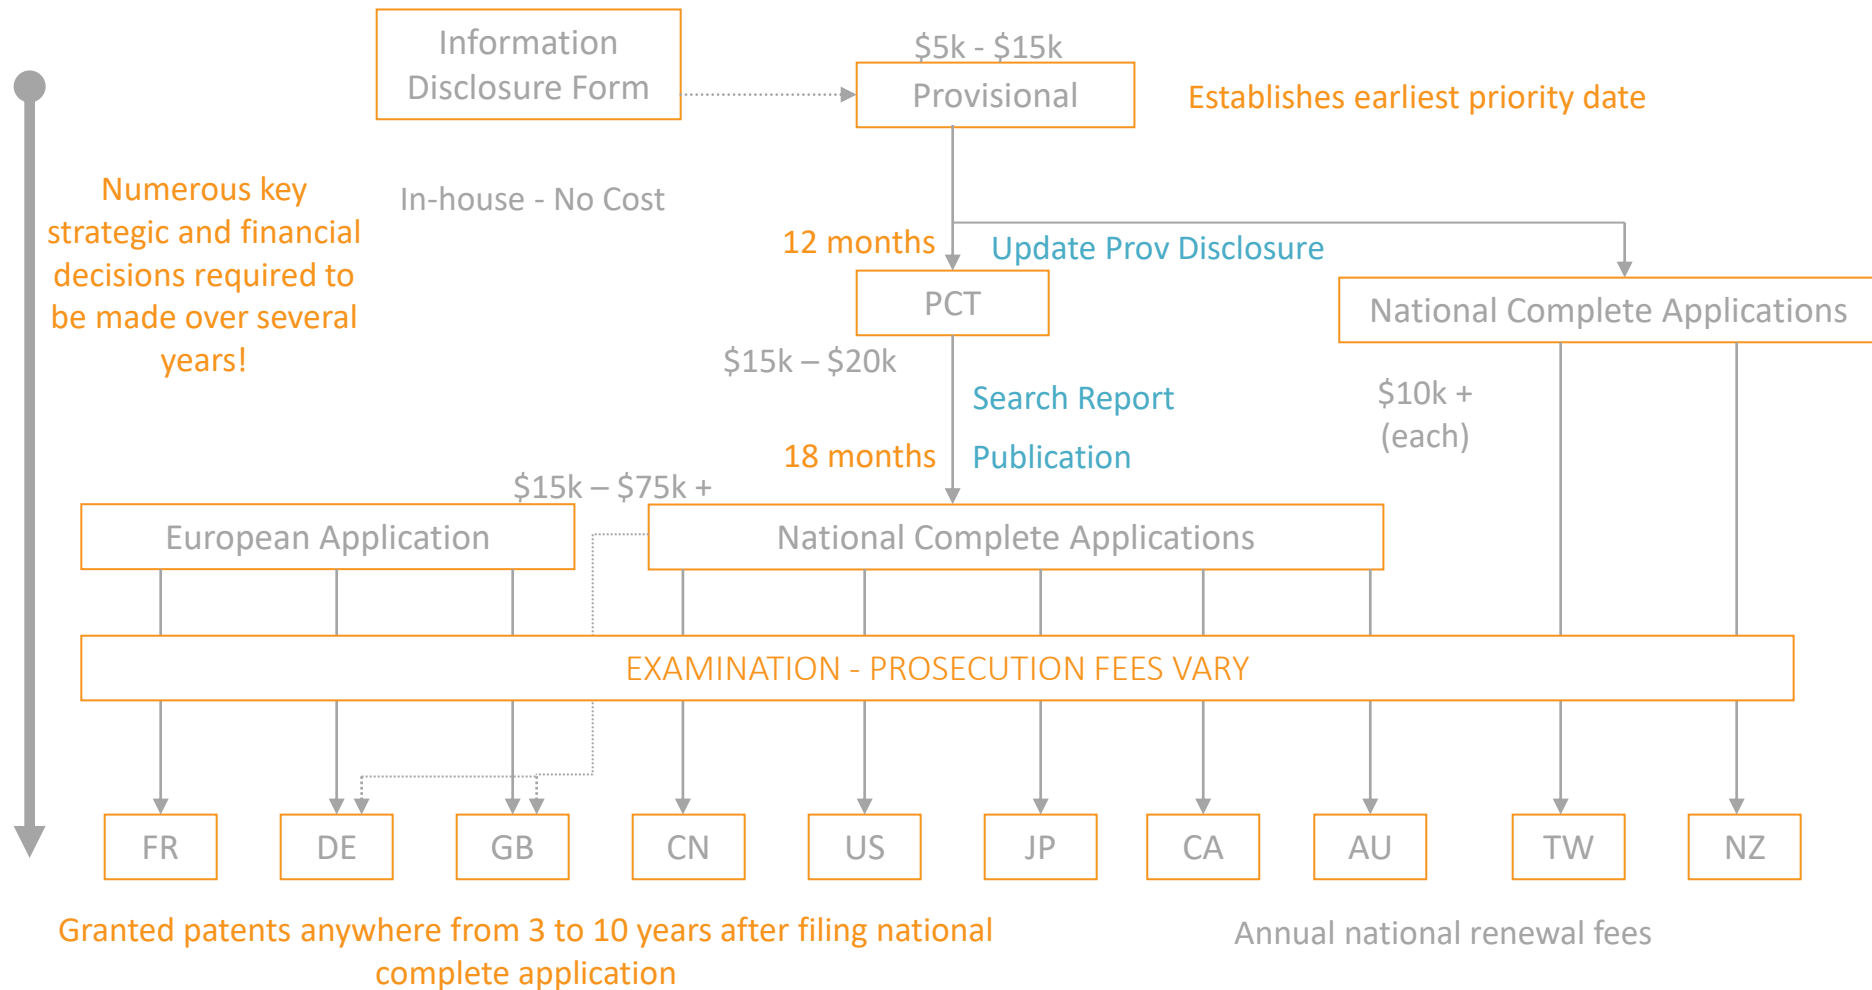 Information
Disclosure Form
$5k - $15k
Provisional
Establishes earliest priority date
Numerous key
strategic and financial
decisions required to
be made over several
years!
In-house - No Cost
12 months
Update Prov Disclosure
PCT
National Complete Applications
$15k – $20k
Search Report
$10k +
(each)
18 months
Publication
$15k – $75k +
European Application
National Complete Applications
EXAMINATION - PROSECUTION FEES VARY
FR
DE
GB
CN
US
JP
CA
AU
TW
NZ
Granted patents anywhere from 3 to 10 years after filing national
complete application
Annual national renewal fees